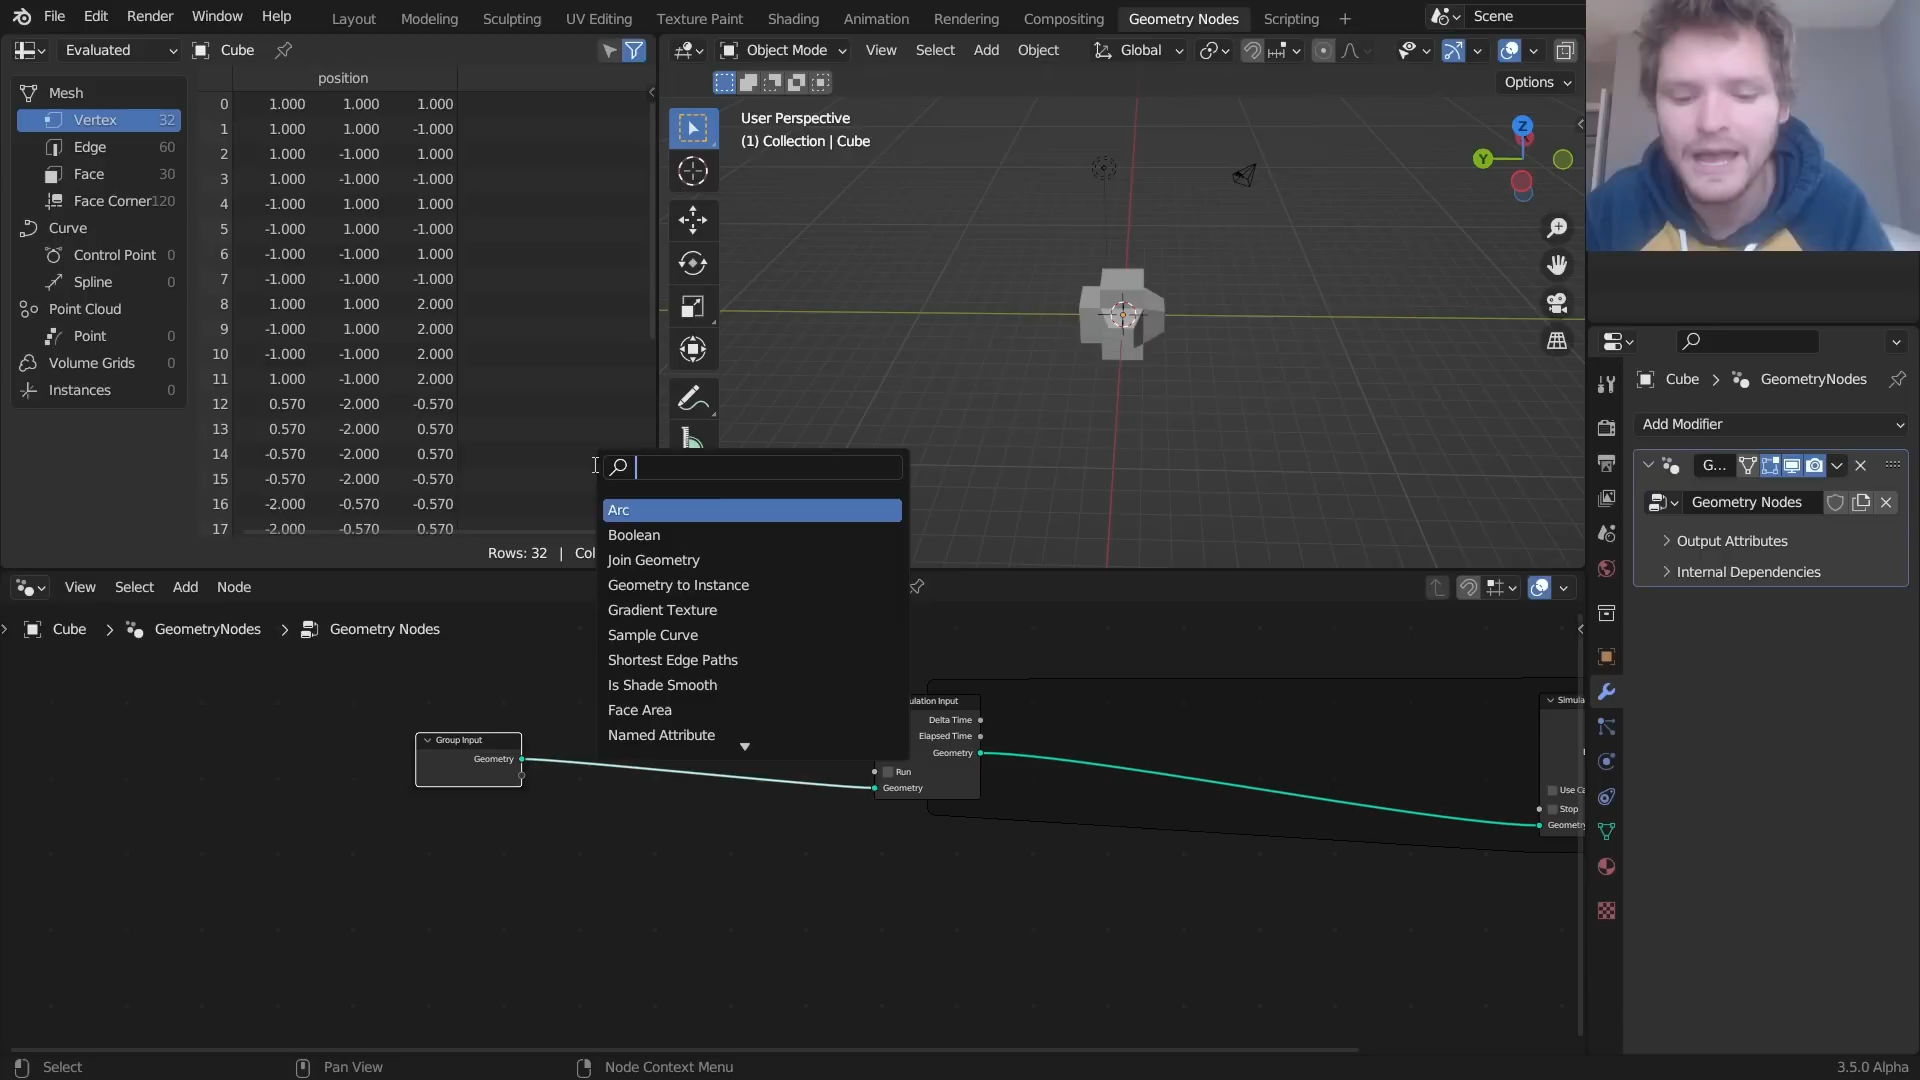 File Edit Render Window Help
Layout Modeling Sculpting UV Editing Texture Paint Shading Animation Rendering Compositing Geometry Nodes Scripting +
Scene
Evaluated
Cube
Object Mode View Select Add Object Global
Options
position
0 1.000 1.000 1.000
1 1.000 1.000 -1.000
2 1.000 -1.000 1.000
3 1.000 -1.000 -1.000
4 -1.000 1.000 1.000
5 -1.000 1.000 -1.000
6 -1.000 -1.000 1.000
7 -1.000 -1.000 -1.000
8 1.000 1.000 2.000
9 -1.000 1.000 2.000
10 -1.000 -1.000 2.000
11 1.000 -1.000 2.000
12 0.570 -2.000 -0.570
13 0.570 -2.000 0.570
14 -0.570 -2.000 0.570
15 -0.570 -2.000 -0.570
16 -2.000 -0.570 -0.570
17 -2.000 -0.570 0.570
Rows: 32 | Col
Mesh
Vertex 32
Edge 60
Face 30
Face Corner 120
Curve
Control Point 0
Spline 0
Point Cloud
Point 0
Volume Grids 0
Instances 0
User Perspective
(1) Collection | Cube
Z
Y
Arc
Boolean
Join Geometry
Geometry to Instance
Gradient Texture
Sample Curve
Shortest Edge Paths
Is Shade Smooth
Face Area
Named Attribute
Cube > GeometryNodes
Add Modifier
G...
Geometry Nodes
Output Attributes
Internal Dependencies
View Select Add Node
Cube > GeometryNodes > Geometry Nodes
Group Input
Geometry
ulation Input
Delta Time
Elapsed Time
Geometry
Run
Geometry
Simula
Use Ca
Stop
Geometry
Select
Pan View
Node Context Menu
3.5.0 Alpha